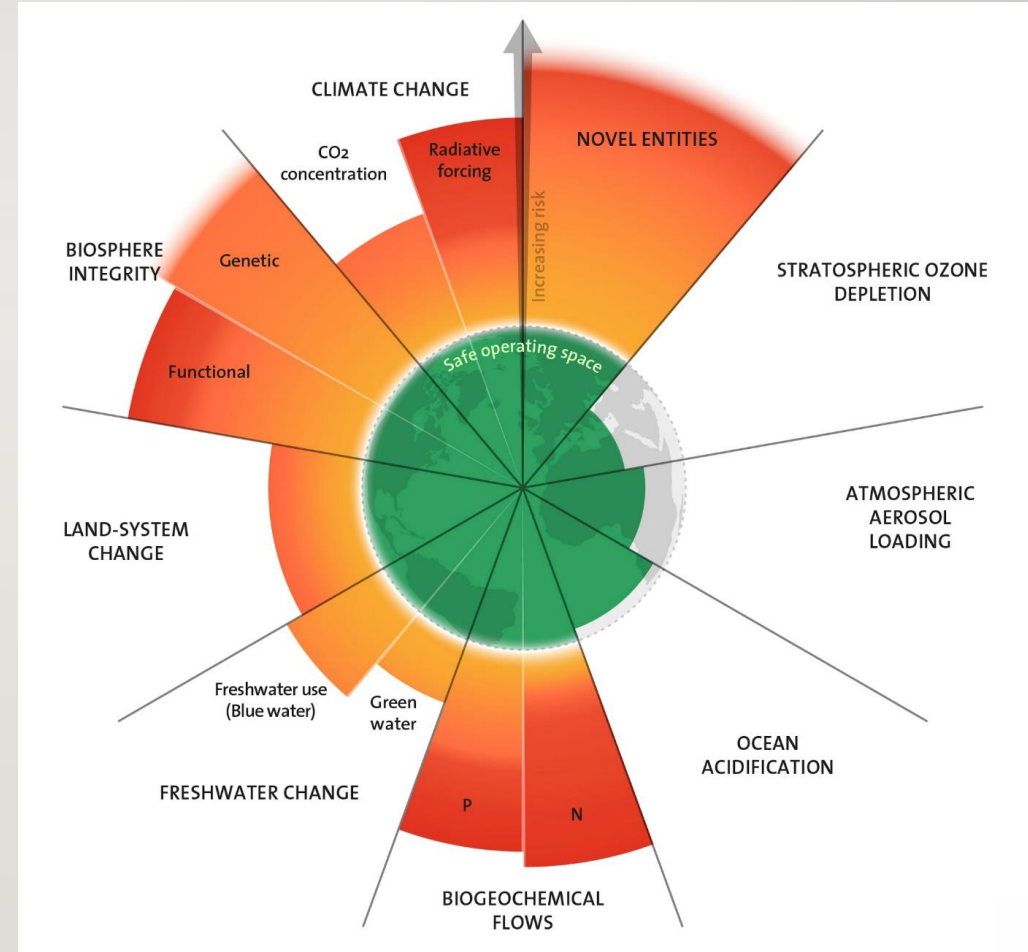 CLIMATE CHANGE
CO2
concentration
Radiative
forcing
NOVEL ENTITIES
Increasing risk
BIOSPHERE
INTEGRITY
Genetic
Functional
STRATOSPHERIC OZONE
DEPLETION
Safe operating space
ATMOSPHERIC
AEROSOL
LOADING
LAND-SYSTEM
CHANGE
Freshwater use
(Blue water)
Green
water
FRESHWATER CHANGE
OCEAN
ACIDIFICATION
P
N
BIOGEOCHEMICAL
FLOWS